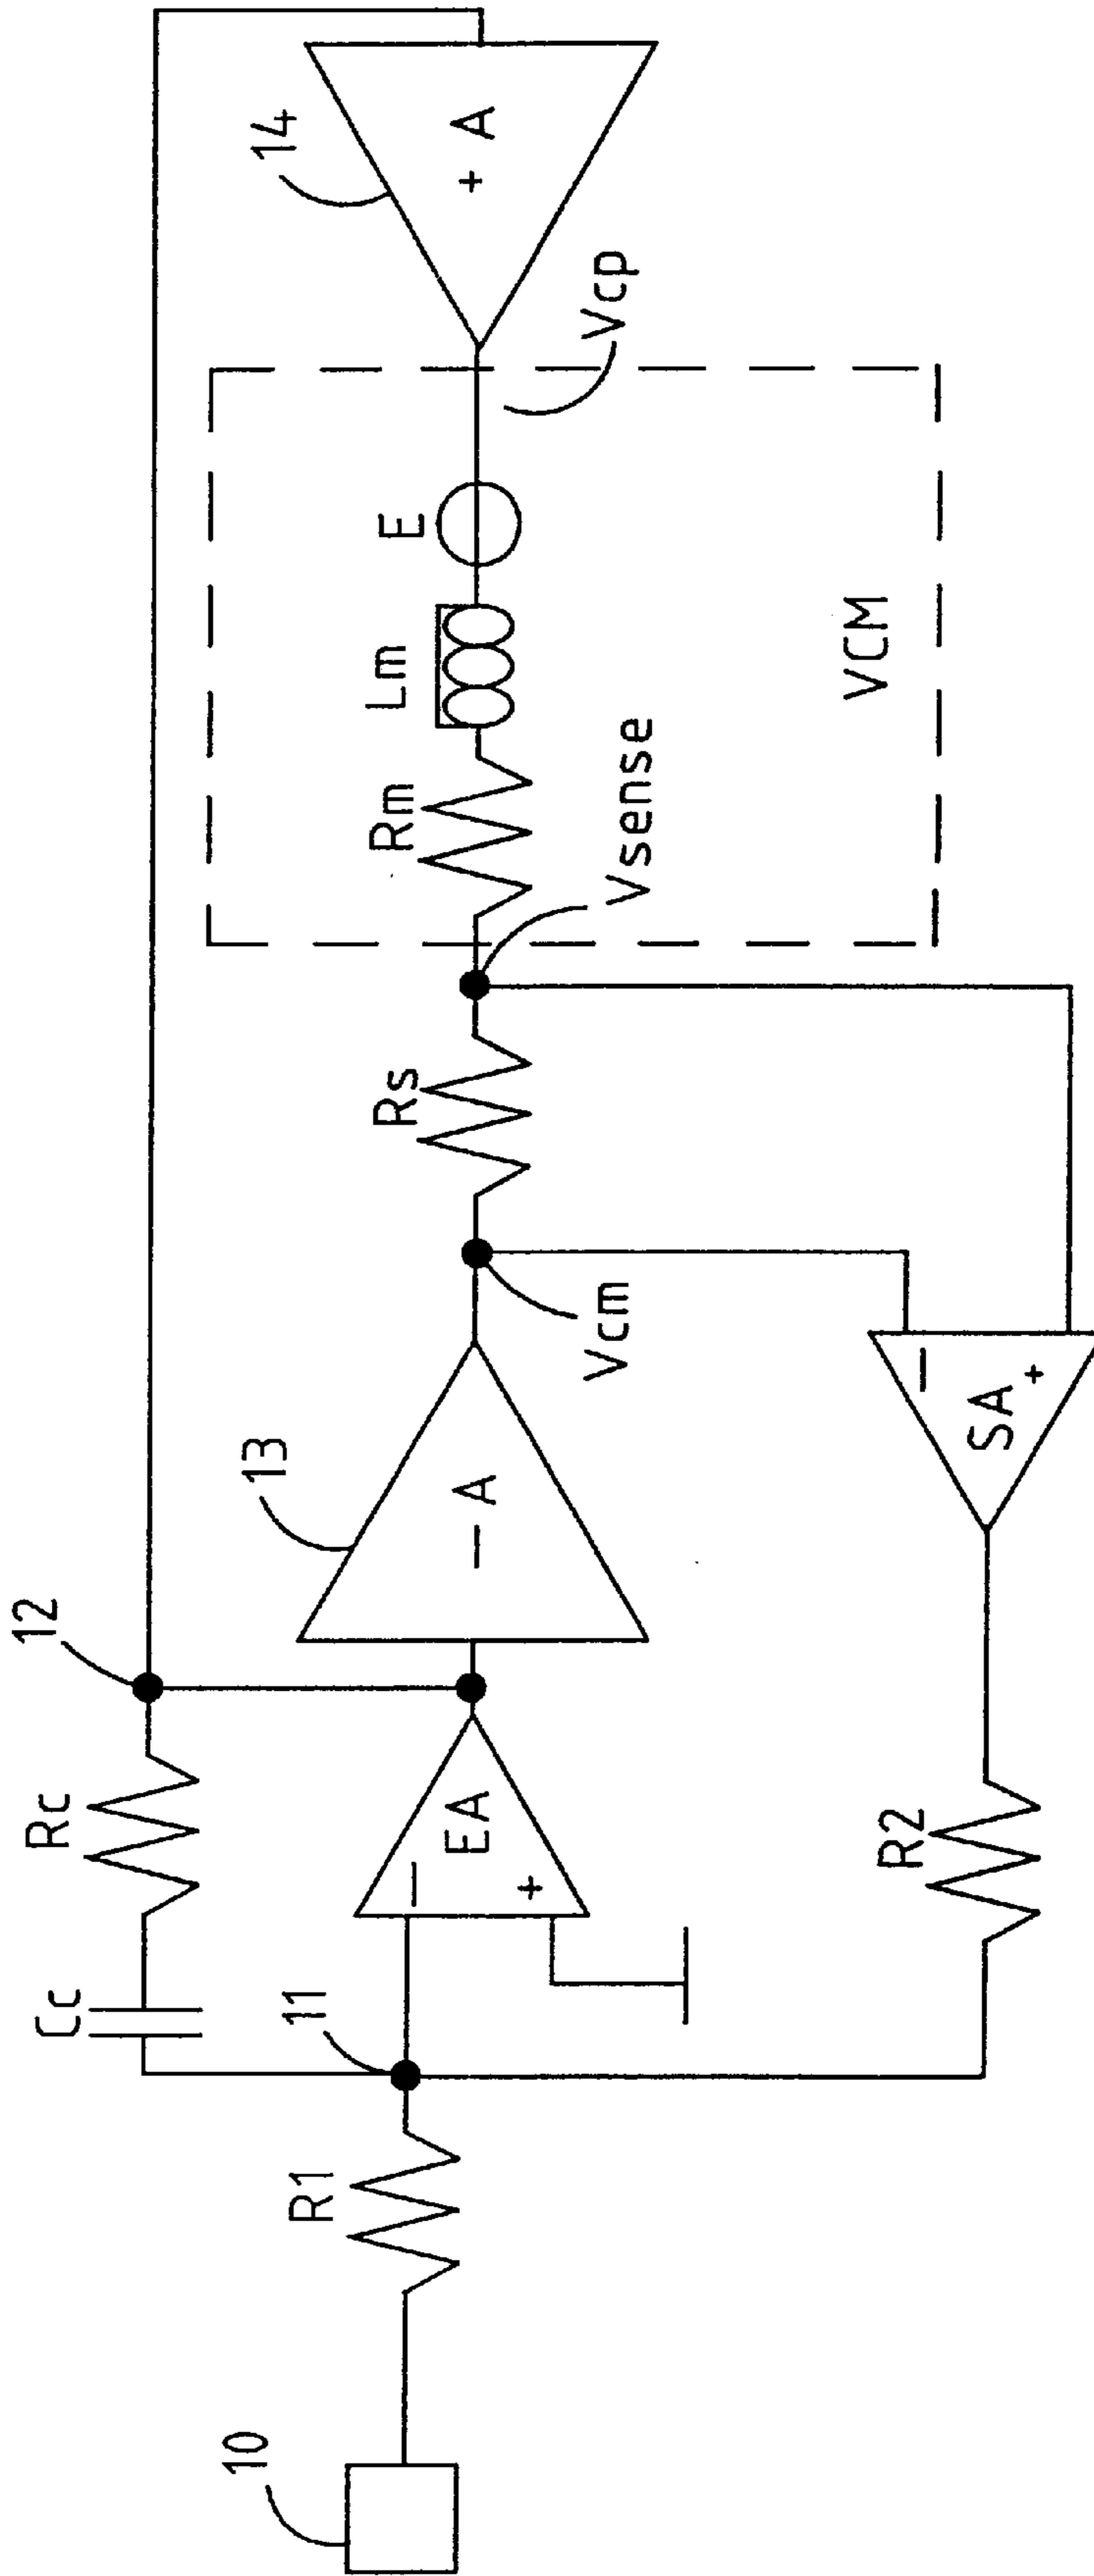 10
R1
Cc
Rc
12
11
−
EA
+
13
− A
Vcm
Rs
Vsense
Rm
Lm
E
Vcp
VCM
14
+ A
R2
−
SA
+